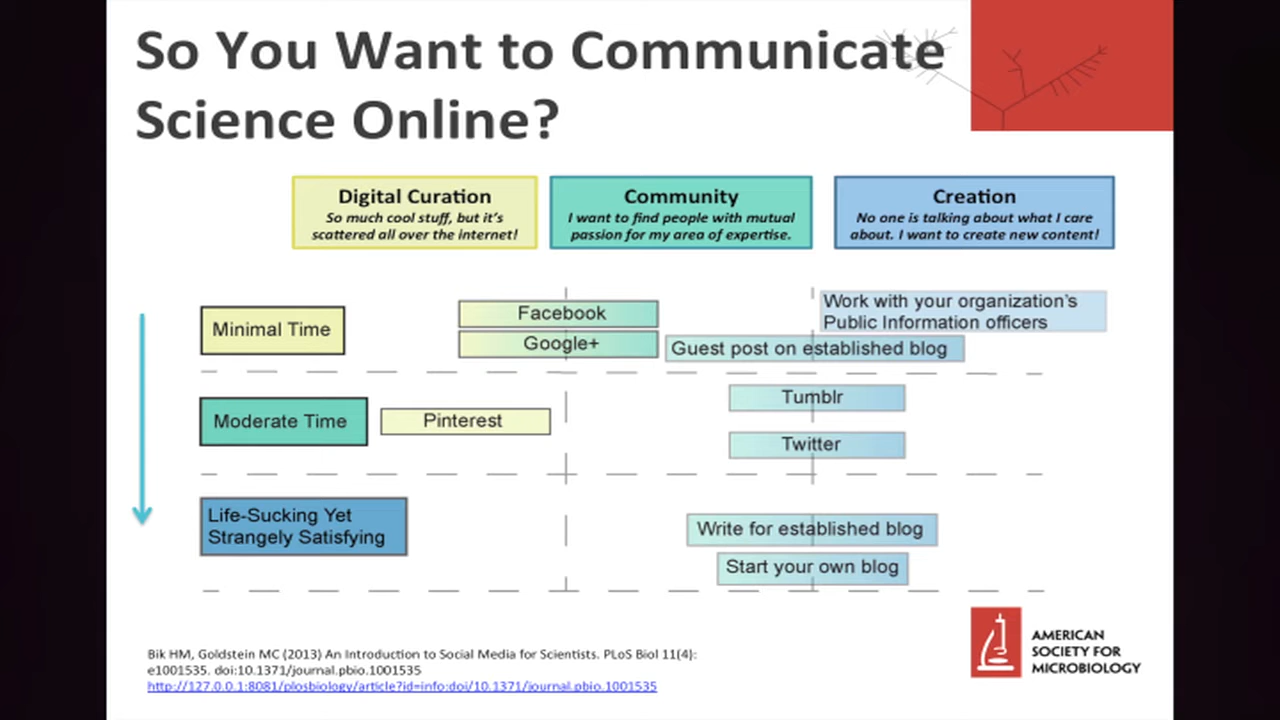 So You Want to Communicate
Science Online?
Digital Curation
So much cool stuff, but it's
scattered all over the internet!
Community
I want to find people with mutual
passion for my area of expertise.
Creation
No one is talking about what I care
about. I want to create new content!
Minimal Time
Facebook
Google+
Work with your organization's
Public Information officers
Guest post on established blog
Moderate Time
Pinterest
Tumblr
Twitter
Life-Sucking Yet
Strangely Satisfying
Write for established blog
Start your own blog
Bik HM, Goldstein MC (2013) An Introduction to Social Media for Scientists. PLoS Biol 11(4):
e1001535. doi:10.1371/journal.pbio.1001535
http://127.0.0.1:8081/plosbiology/article?id=info:doi/10.1371/journal.pbio.1001535
AMERICAN
SOCIETY FOR
MICROBIOLOGY